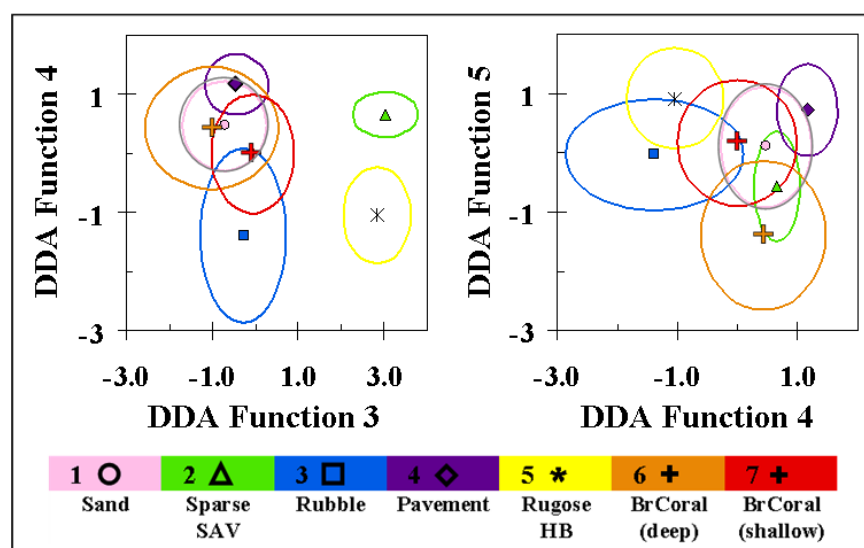 DDA Function 4
1
-1
-3
-3.0 -1.0 1.0 3.0
DDA Function 3
DDA Function 5
1
-1
-3
-3.0 -1.0 1.0
DDA Function 4
1 2 3 4 5 6 7
Sand Sparse Rubble Pavement Rugose BrCoral BrCoral
SAV HB (deep) (shallow)